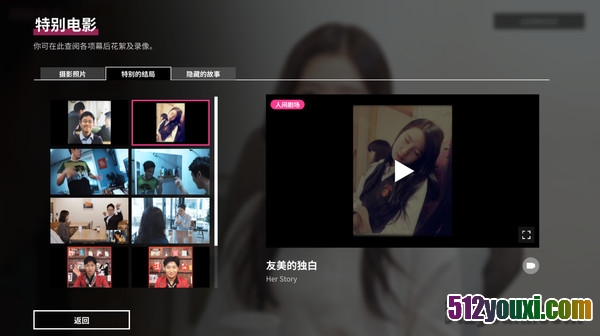 特别电影
你可在此查阅各项幕后花絮及录像。
摄影照片
特别的结局
隐藏的故事
人间剧场
友美的独白
Her Story
返回
512youxi.com